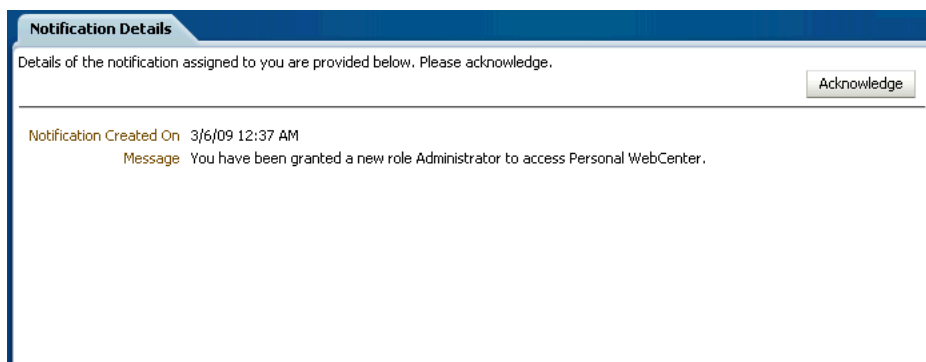 Notification Details
Details of the notification assigned to you are provided below. Please acknowledge.
Acknowledge
Notification Created On 3/6/09 12:37 AM
Message You have been granted a new role Administrator to access Personal WebCenter.